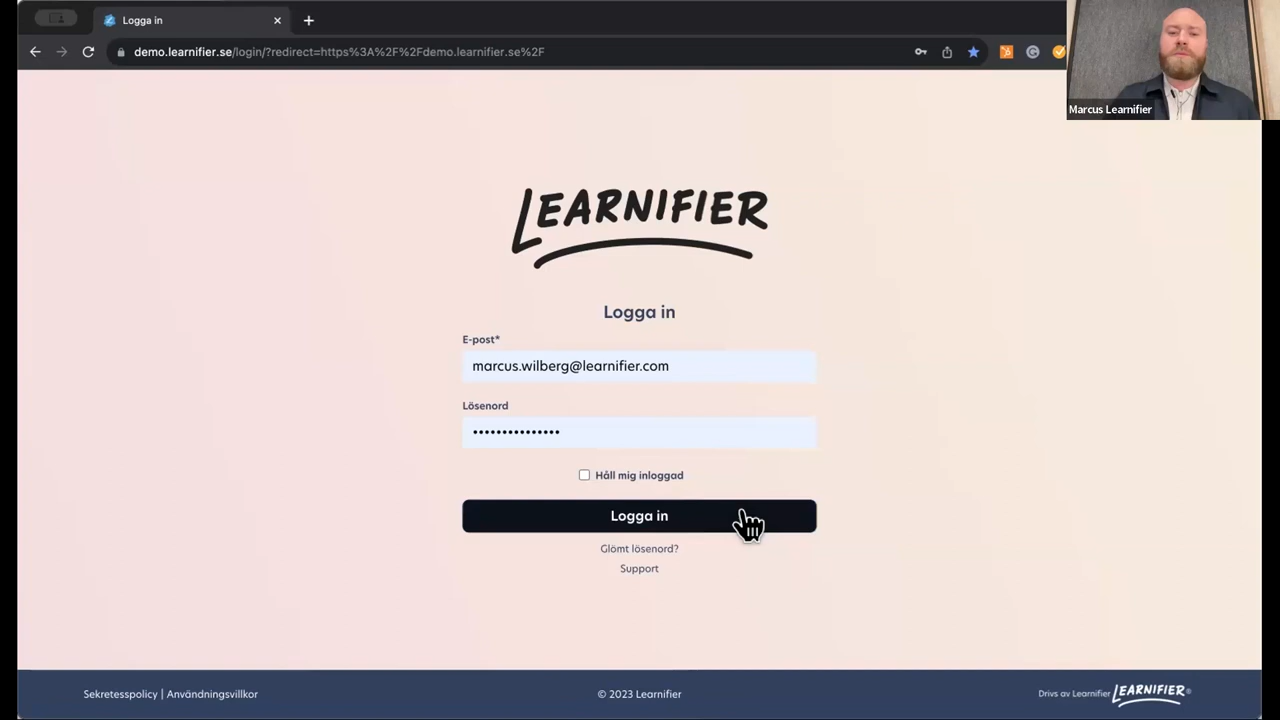 Logga in
demo.learnifier.se/login/?redirect=https%3A%2F%2Fdemo.learnifier.se%2F
Marcus Learnifier
LEARNIFIER
Logga in
E-post*
marcus.wilberg@learnifier.com
Lösenord
•••••••••••••••
Håll mig inloggad
Logga in
Glömt lösenord?
Support
Sekretesspolicy | Användningsvillkor
© 2023 Learnifier
Drivs av Learnifier LEARNIFIER®